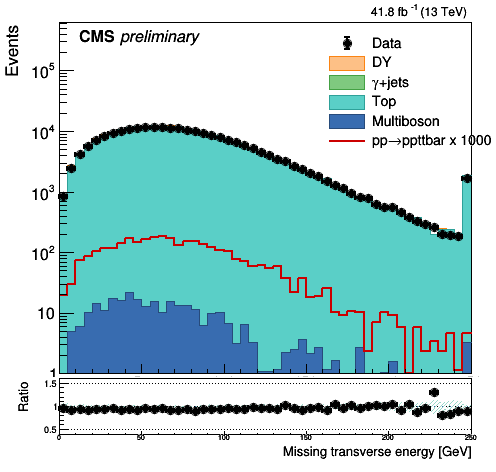 41.8 fb⁻¹ (13 TeV)
CMS preliminary
Events
Data
DY
γ+jets
Top
Multiboson
pp→ppttbar x 1000
10⁵
10⁴
10³
10²
10
1
Ratio
1.5
1
0.5
0 50 100 150 200 250
Missing transverse energy [GeV]